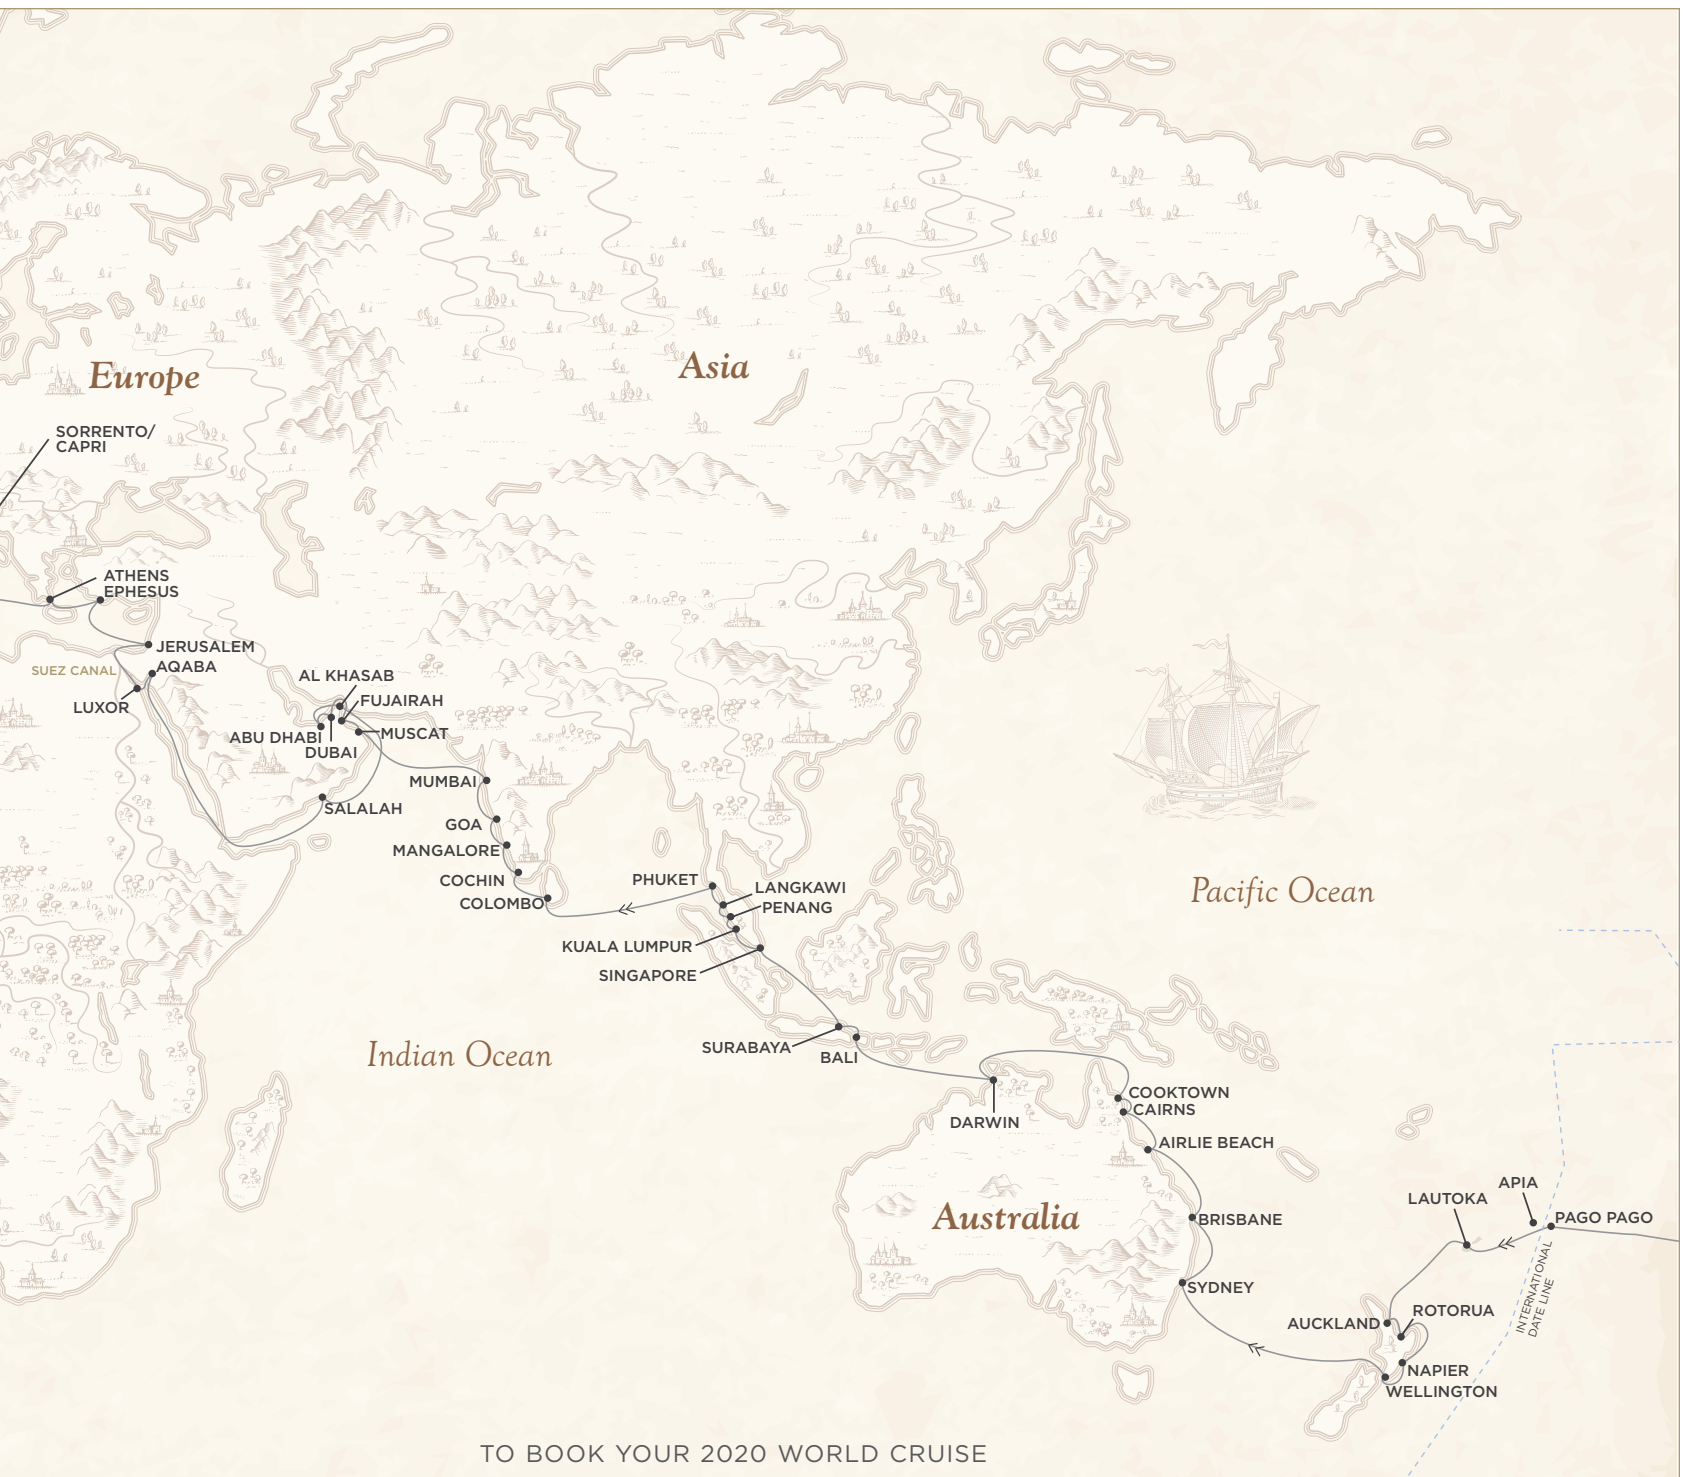 Europe
Asia
SORRENTO/
CAPRI
ATHENS
EPHESUS
JERUSALEM
AQABA
SUEZ CANAL
LUXOR
AL KHASAB
FUJAIRAH
ABU DHABI
MUSCAT
DUBAI
MUMBAI
SALALAH
GOA
MANGALORE
COCHIN
COLOMBO
PHUKET
LANGKAWI
PENANG
KUALA LUMPUR
SINGAPORE
Pacific Ocean
Indian Ocean
SURABAYA
BALI
DARWIN
COOKTOWN
CAIRNS
AIRLIE BEACH
Australia
BRISBANE
SYDNEY
APIA
LAUTOKA
PAGO PAGO
INTERNATIONAL
DATE LINE
AUCKLAND
ROTORUA
NAPIER
WELLINGTON
TO BOOK YOUR 2020 WORLD CRUISE